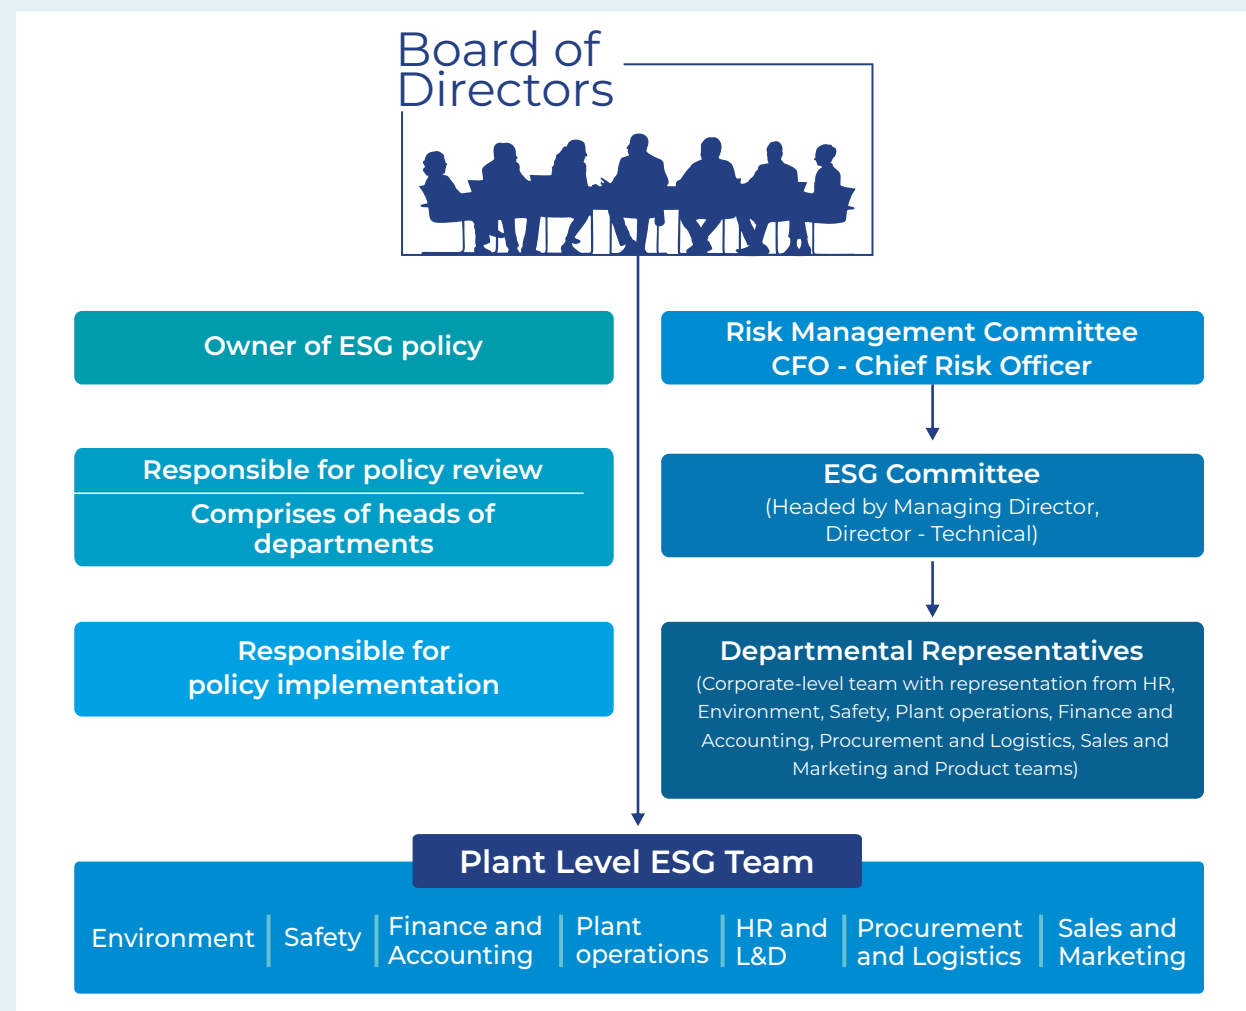 Board of
Directors
Owner of ESG policy
Risk Management Committee
CFO - Chief Risk Officer
Responsible for policy review
Comprises of heads of
departments
ESG Committee
(Headed by Managing Director,
Director - Technical)
Responsible for
policy implementation
Departmental Representatives
(Corporate-level team with representation from HR,
Environment, Safety, Plant operations, Finance and
Accounting, Procurement and Logistics, Sales and
Marketing and Product teams)
Plant Level ESG Team
Environment
Safety
Finance and
Accounting
Plant
operations
HR and
L&D
Procurement
and Logistics
Sales and
Marketing